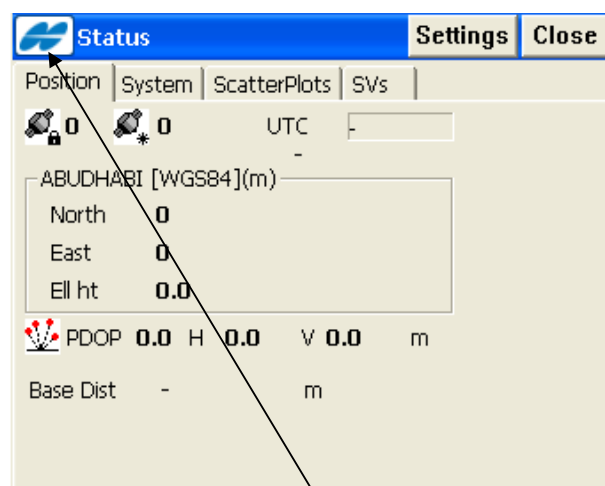 Status Settings Close
Position System ScatterPlots SVs
0 0 UTC -
-
ABUDHABI [WGS84](m)
North 0
East 0
Ell ht 0.0
PDOP 0.0 H 0.0 V 0.0 m
Base Dist - m